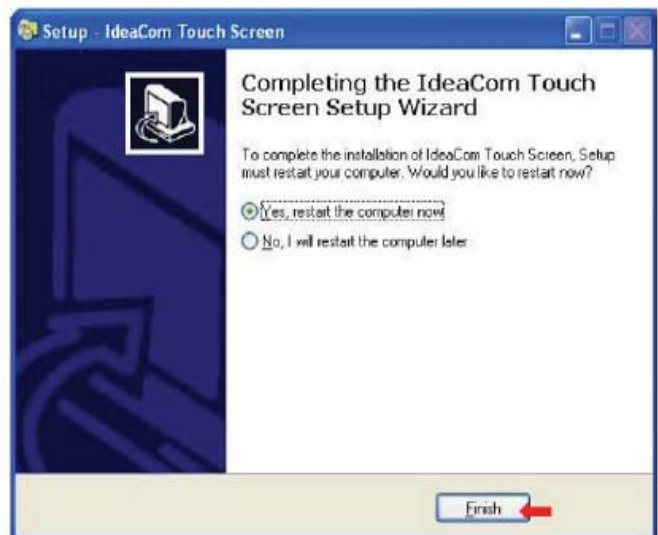 Setup - IdeaCom Touch Screen
Completing the IdeaCom Touch
Screen Setup Wizard
To complete the installation of IdeaCom Touch Screen, Setup
must restart your computer. Would you like to restart now?
Yes, restart the computer now
No, I will restart the computer later
Finish